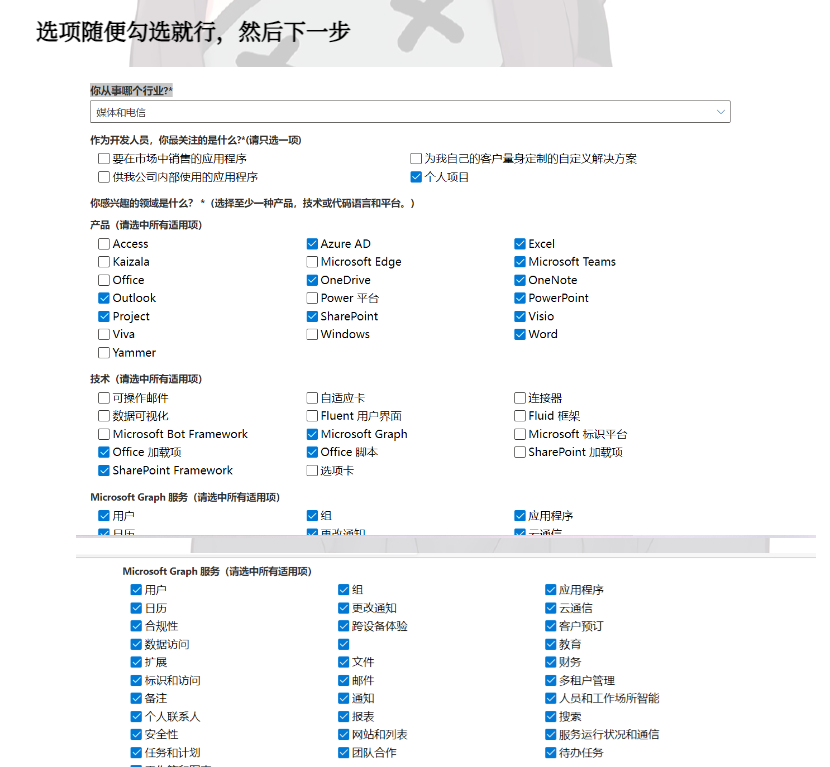 选项随便勾选就行，然后下一步
你从事哪个行业?*
媒体和电信
作为开发人员，你最关注的是什么?*(请只选一项)
要在市场中销售的应用程序 为我自己的客户量身定制的自定义解决方案
供我公司内部使用的应用程序 个人项目
你感兴趣的领域是什么？ *（选择至少一种产品，技术或代码语言和平台。）
产品（请选中所有适用项）
Access Azure AD Excel
Kaizala Microsoft Edge Microsoft Teams
Office OneDrive OneNote
Outlook Power 平台 PowerPoint
Project SharePoint Visio
Viva Windows Word
Yammer
技术（请选中所有适用项）
可操作邮件 自适应卡 连接器
数据可视化 Fluent 用户界面 Fluid 框架
Microsoft Bot Framework Microsoft Graph Microsoft 标识平台
Office 加载项 Office 脚本 SharePoint 加载项
SharePoint Framework 选项卡
Microsoft Graph 服务（请选中所有适用项）
用户 组 应用程序
日历 更改通知 云通信
Microsoft Graph 服务（请选中所有适用项）
用户 组 应用程序
日历 更改通知 云通信
合规性 跨设备体验 客户预订
数据访问 教育
扩展 文件 财务
标识和访问 邮件 多租户管理
备注 通知 人员和工作场所智能
个人联系人 报表 搜索
安全性 网站和列表 服务运行状况和通信
任务和计划 团队合作 待办任务